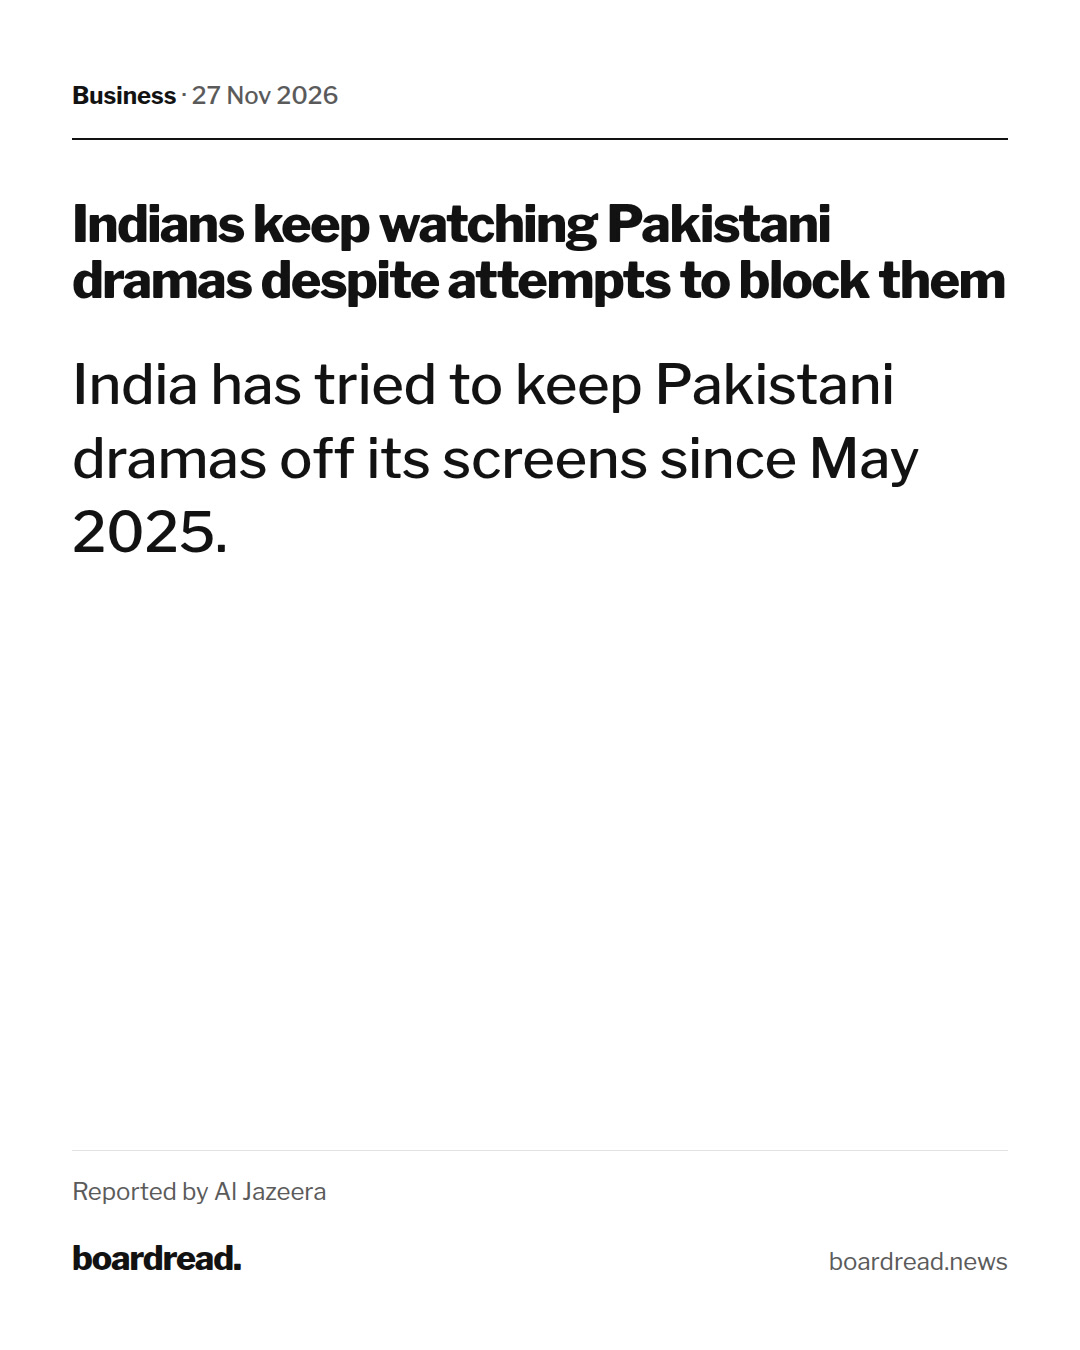 Business · 27 Nov 2026
Indians keep watching Pakistani
dramas despite attempts to block them
India has tried to keep Pakistani
dramas off its screens since May
2025.
Reported by Al Jazeera
boardread.
boardread.news